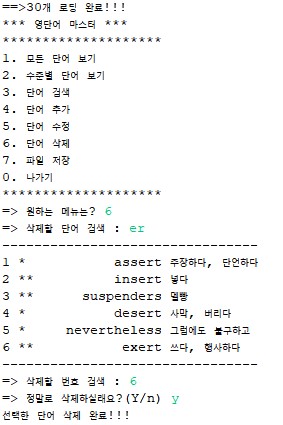 ==>30개 로딩 완료!!!
*** 영단어 마스터 ***
********************
1. 모든 단어 보기
2. 수준별 단어 보기
3. 단어 검색
4. 단어 추가
5. 단어 수정
6. 단어 삭제
7. 파일 저장
0. 나가기
********************
=> 원하는 메뉴는? 6
=> 삭제할 단어 검색 : er
--------------------------------
1 * assert 주장하다, 단언하다
2 ** insert 넣다
3 ** suspenders 멜빵
4 * desert 사막, 버리다
5 * nevertheless 그럼에도 불구하고
6 ** exert 쓰다, 행사하다
--------------------------------
=> 삭제할 번호 검색 : 6
=> 정말로 삭제하실래요?(Y/n) y
선택한 단어 삭제 완료!!!